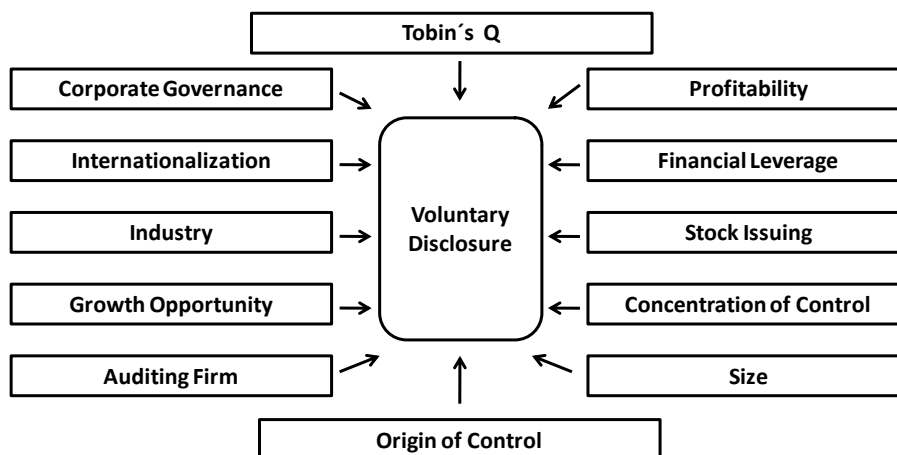 Tobin´s Q
Corporate Governance
Profitability
Internationalization
Financial Leverage
Voluntary
Disclosure
Industry
Stock Issuing
Growth Opportunity
Concentration of Control
Auditing Firm
Size
Origin of Control